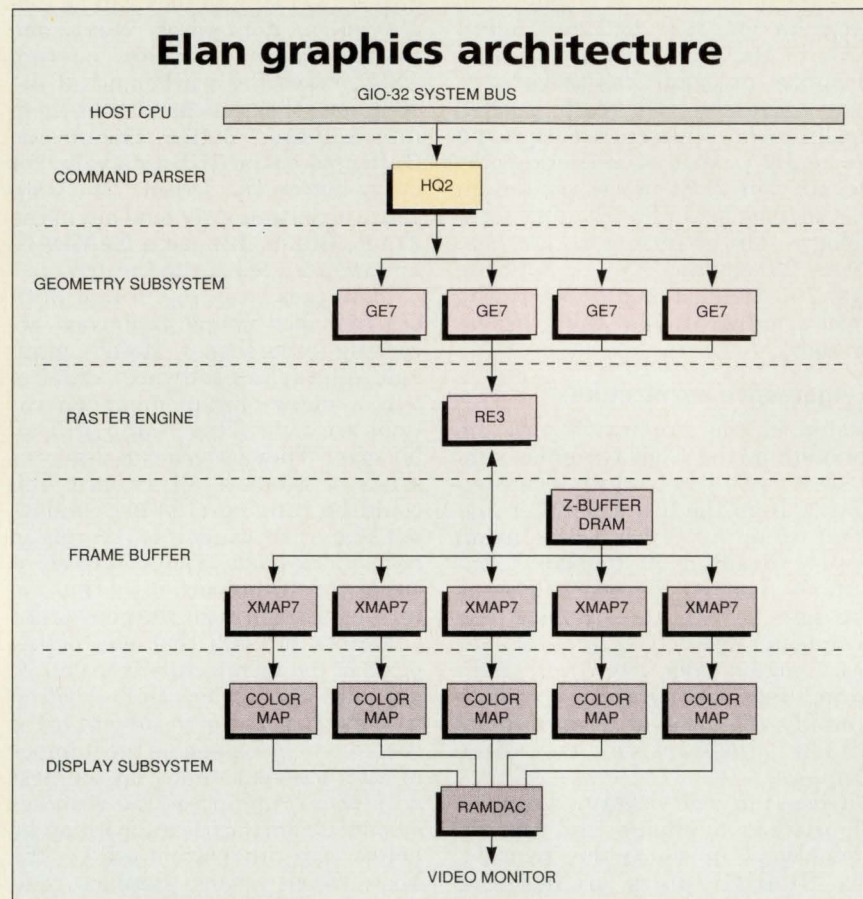 Elan graphics architecture
GIO-32 SYSTEM BUS
HOST CPU
COMMAND PARSER
HQ2
GEOMETRY SUBSYSTEM
GE7 GE7 GE7 GE7
RASTER ENGINE
RE3
Z-BUFFER
DRAM
FRAME BUFFER
XMAP7 XMAP7 XMAP7 XMAP7 XMAP7
COLOR MAP COLOR MAP COLOR MAP COLOR MAP COLOR MAP
DISPLAY SUBSYSTEM
RAMDAC
VIDEO MONITOR